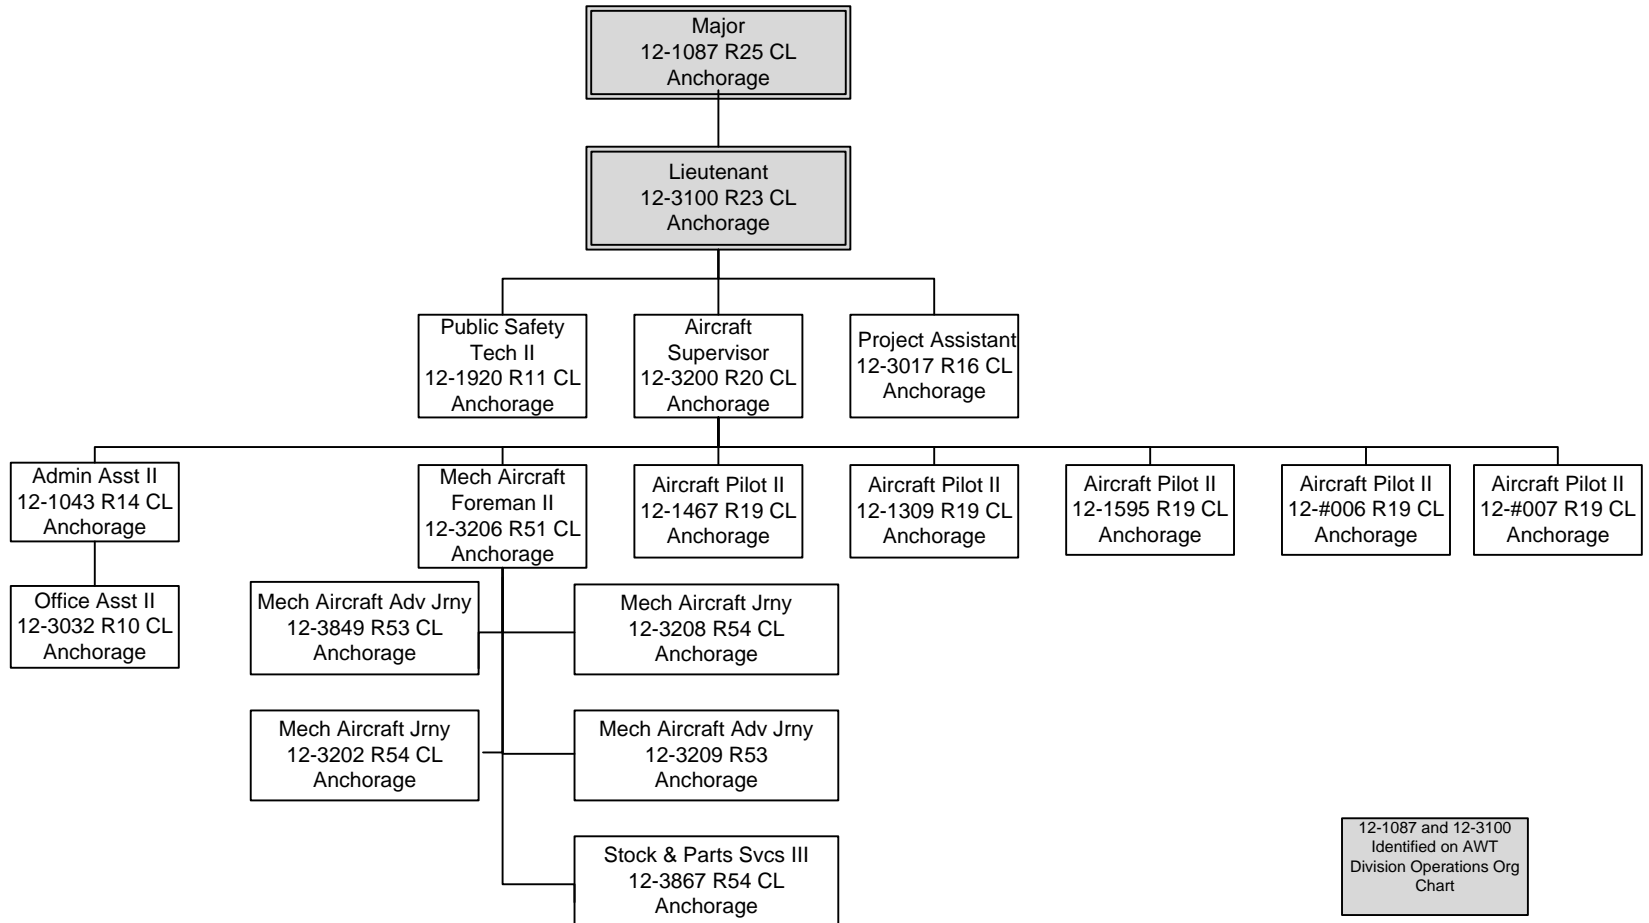 Major
12-1087 R25 CL
Anchorage
Lieutenant
12-3100 R23 CL
Anchorage
Public Safety
Tech II
12-1920 R11 CL
Anchorage
Aircraft
Supervisor
12-3200 R20 CL
Anchorage
Project Assistant
12-3017 R16 CL
Anchorage
Admin Asst II
12-1043 R14 CL
Anchorage
Mech Aircraft
Foreman II
12-3206 R51 CL
Anchorage
Aircraft Pilot II
12-1467 R19 CL
Anchorage
Aircraft Pilot II
12-1309 R19 CL
Anchorage
Aircraft Pilot II
12-1595 R19 CL
Anchorage
Aircraft Pilot II
12-#006 R19 CL
Anchorage
Aircraft Pilot II
12-#007 R19 CL
Anchorage
Office Asst II
12-3032 R10 CL
Anchorage
Mech Aircraft Adv Jrny
12-3849 R53 CL
Anchorage
Mech Aircraft Jrny
12-3208 R54 CL
Anchorage
Mech Aircraft Jrny
12-3202 R54 CL
Anchorage
Mech Aircraft Adv Jrny
12-3209 R53
Anchorage
Stock & Parts Svcs III
12-3867 R54 CL
Anchorage
12-1087 and 12-3100
Identified on AWT
Division Operations Org
Chart